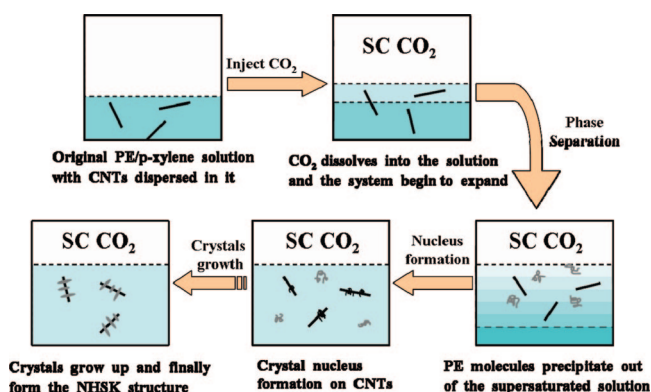 Inject CO2
SC CO2
Original PE/p-xylene solution
with CNTs dispersed in it
CO2 dissolves into the solution
and the system begin to expand
Phase
Separation
SC CO2
Crystals
growth
SC CO2
Nucleus
formation
SC CO2
Crystals grow up and finally
form the NHSK structure
Crystal nucleus
formation on CNTs
PE molecules precipitate out
of the supersaturated solution